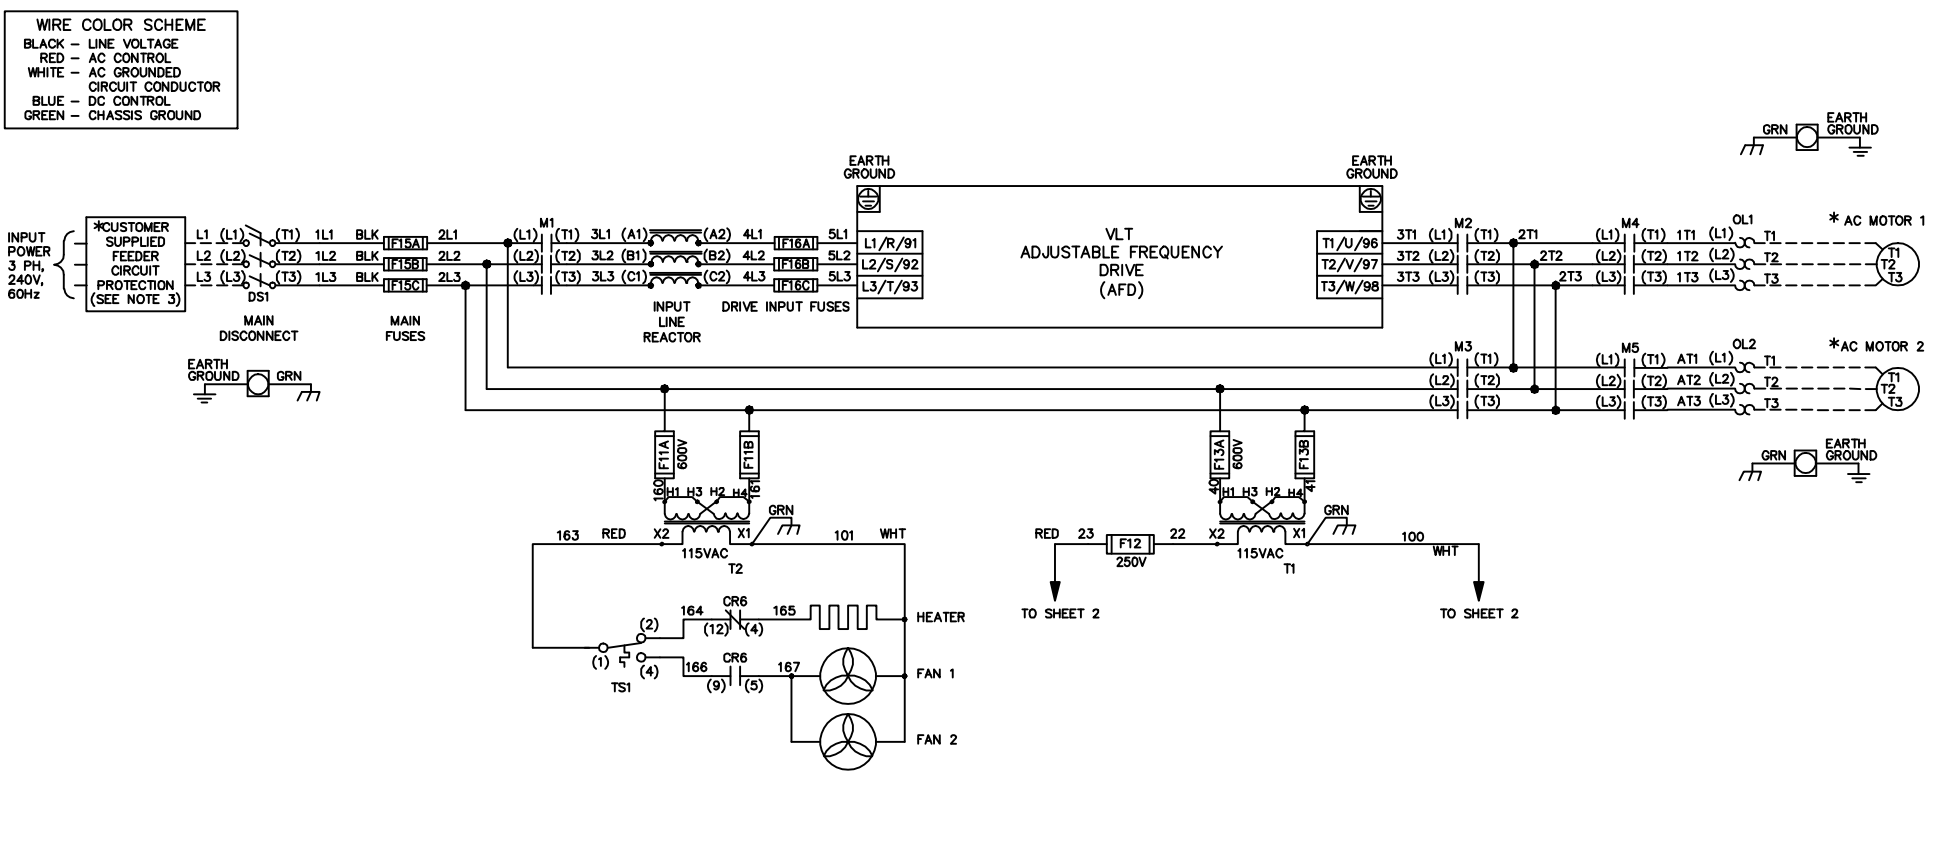 WIRE COLOR SCHEME
BLACK – LINE VOLTAGE
RED – AC CONTROL
WHITE – AC GROUNDED
CIRCUIT CONDUCTOR
BLUE – DC CONTROL
GREEN – CHASSIS GROUND
GRN
EARTH
GROUND
INPUT
POWER
3 PH,
240V,
60Hz
*CUSTOMER
SUPPLIED
FEEDER
CIRCUIT
PROTECTION
(SEE NOTE 3)
L1 (L1) (T1) 1L1 BLK F15A 2L1 (L1) M1 (T1) 3L1 (A1) (A2) 4L1 F16A 5L1 L1/R/91
L2 (L2) (T2) 1L2 BLK F15B 2L2 (L2) (T2) 3L2 (B1) (B2) 4L2 F16B 5L2 L2/S/92
L3 (L3) (T3) 1L3 BLK F15C 2L3 (L3) (T3) 3L3 (C1) (C2) 4L3 F16C 5L3 L3/T/93
DS1
MAIN
DISCONNECT
MAIN
FUSES
INPUT
LINE
REACTOR
DRIVE INPUT FUSES
EARTH
GROUND
EARTH
GROUND
VLT
ADJUSTABLE FREQUENCY
DRIVE
(AFD)
T1/U/96 3T1 (L1) M2 (T1) 2T1 (L1) M4 (T1) 1T1 (L1) OL1 T1
T2/V/97 3T2 (L2) (T2) 2T2 (L2) (T2) 1T2 (L2) T2
T3/W/98 3T3 (L3) (T3) 2T3 (L3) (T3) 1T3 (L3) T3
* AC MOTOR 1
T1
T2
T3
EARTH
GROUND
GRN
(L1) M3 (T1) (L1) M5 (T1) AT1 (L1) OL2 T1
(L2) (T2) (L2) (T2) AT2 (L2) T2
(L3) (T3) (L3) (T3) AT3 (L3) T3
*AC MOTOR 2
T1
T2
T3
GRN
EARTH
GROUND
F11A
600V
F11B
160
161
H1 H3 H2 H4
GRN
163 RED X2 X1 101 WHT
115VAC
T2
F13A
600V
F13B
40
41
H1 H3 H2 H4
GRN
RED 23 F12 22 X2 X1 100 WHT
250V
115VAC
T1
TO SHEET 2
TO SHEET 2
164 CR6 165
(12) (4)
HEATER
(2)
(1)
(4)
TS1
166 CR6 167
(9) (5)
FAN 1
FAN 2